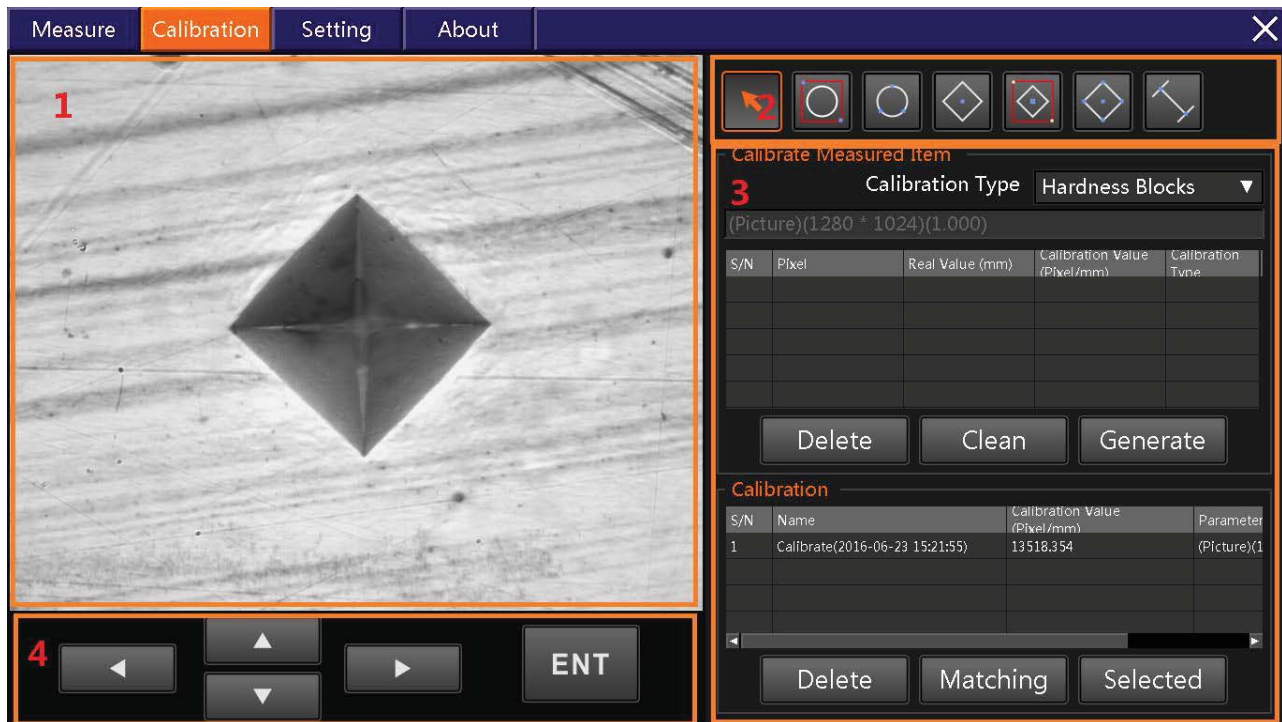 Measure Calibration Setting About
1
2
Calibrate Measured Item
3
Calibration Type Hardness Blocks
(Picture)(1280 * 1024)(1.000)
S/N Pixel Real Value (mm) Calibration Value (Pixel/mm) Calibration Type
Delete Clean Generate
Calibration
S/N Name Calibration Value (Pixel/mm) Parameter
1 Calibrate(2016-06-23 15:21:55) 13518.354 (Picture)(1
4
ENT
Delete Matching Selected